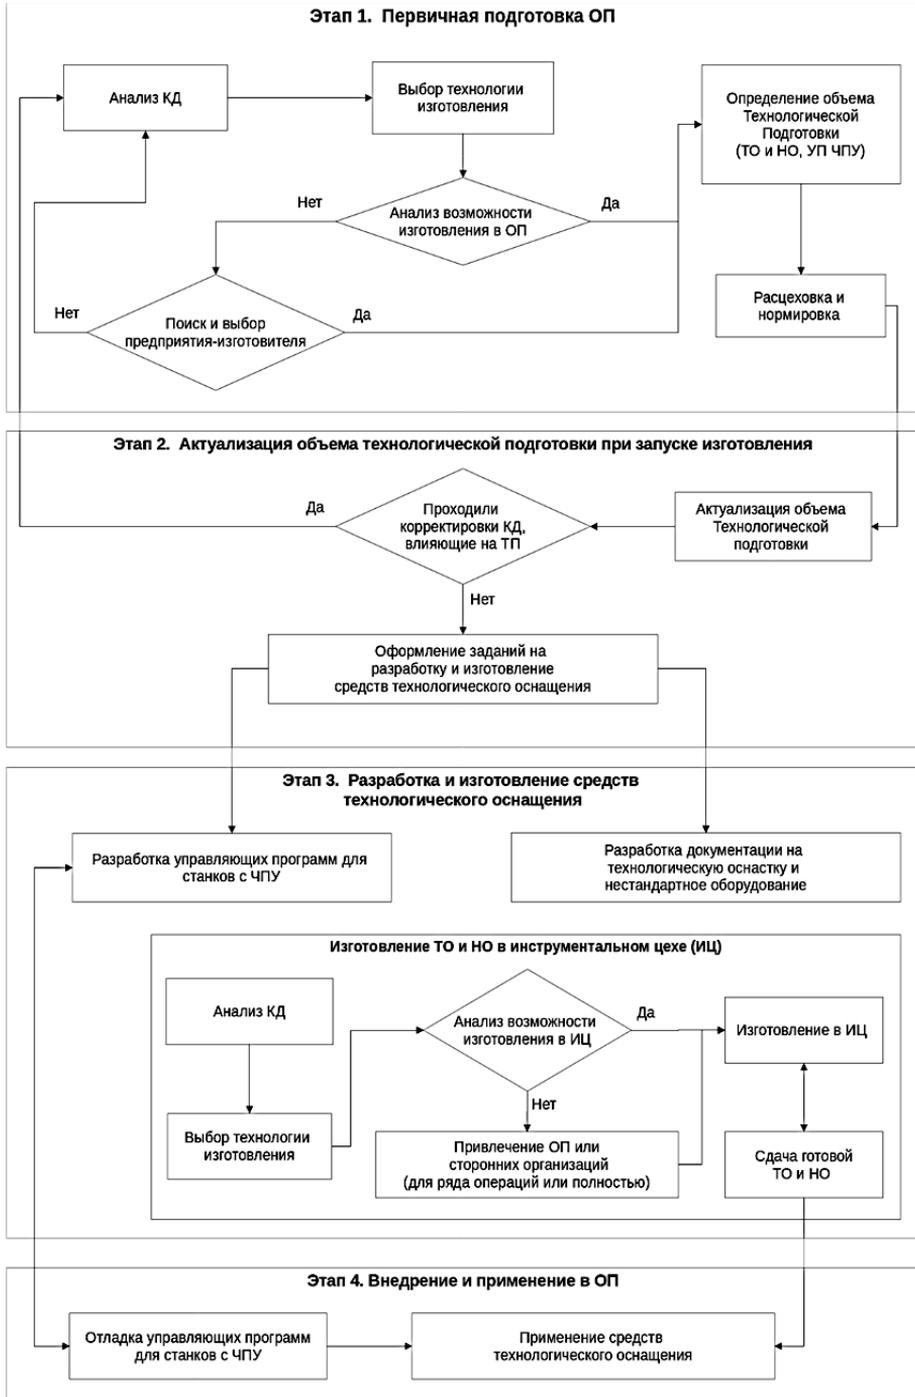 Этап 1.  Первичная подготовка ОП
Анализ КД
Выбор технологии
изготовления
Определение объема
Технологической
Подготовки
(ТО и НО, УП ЧПУ)
Нет
Анализ возможности
изготовления в ОП
Да
Нет
Поиск и выбор
предприятия-изготовителя
Да
Расцеховка и
нормировка
Этап 2.  Актуализация объема технологической подготовки при запуске изготовления
Да
Проходили
корректировки КД,
влияющие на ТП
Актуализация объема
Технологической
подготовки
Нет
Оформление заданий на
разработку и изготовление
средств технологического оснащения
Этап 3.  Разработка и изготовление средств
технологического оснащения
Разработка управляющих программ для
станков с ЧПУ
Разработка документации на
технологическую оснастку и
нестандартное оборудование
Изготовление ТО и НО в инструментальном цехе (ИЦ)
Анализ КД
Анализ возможности
изготовления в ИЦ
Да
Изготовление в ИЦ
Нет
Выбор технологии
изготовления
Привлечение ОП или
сторонних организаций
(для ряда операций или полностью)
Сдача готовой
ТО и НО
Этап 4. Внедрение и применение в ОП
Отладка управляющих программ
для станков с ЧПУ
Применение средств
технологического оснащения